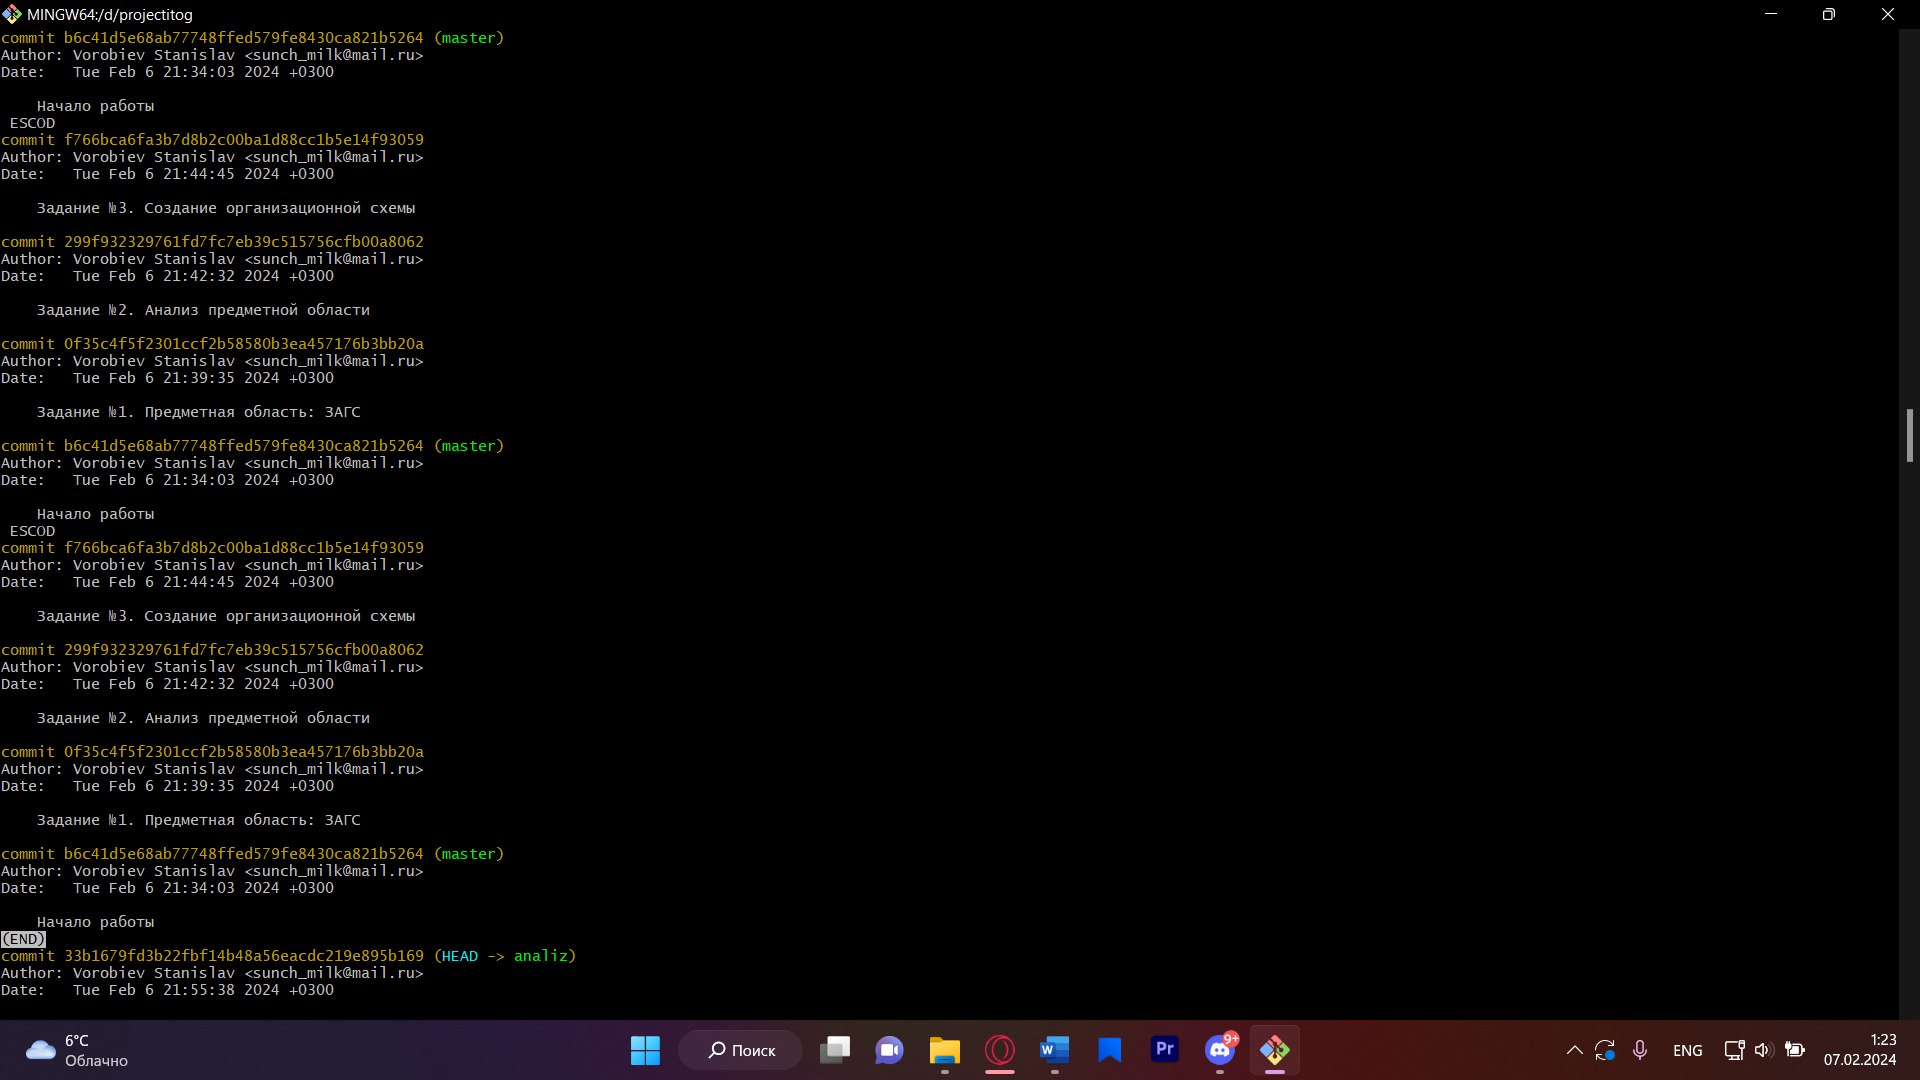 MINGW64:/d/projectitog
commit b6c41d5e68ab77748ffed579fe8430ca821b5264 (master)
Author: Vorobiev Stanislav <sunch_milk@mail.ru>
Date:   Tue Feb 6 21:34:03 2024 +0300
Начало работы
ESCOD
commit f766bca6fa3b7d8b2c00ba1d88cc1b5e14f93059
Author: Vorobiev Stanislav <sunch_milk@mail.ru>
Date:   Tue Feb 6 21:44:45 2024 +0300
Задание №3. Создание организационной схемы
commit 299f932329761fd7fc7eb39c515756cfb00a8062
Author: Vorobiev Stanislav <sunch_milk@mail.ru>
Date:   Tue Feb 6 21:42:32 2024 +0300
Задание №2. Анализ предметной области
commit 0f35c4f5f2301ccf2b58580b3ea457176b3bb20a
Author: Vorobiev Stanislav <sunch_milk@mail.ru>
Date:   Tue Feb 6 21:39:35 2024 +0300
Задание №1. Предметная область: ЗАГС
commit b6c41d5e68ab77748ffed579fe8430ca821b5264 (master)
Author: Vorobiev Stanislav <sunch_milk@mail.ru>
Date:   Tue Feb 6 21:34:03 2024 +0300
Начало работы
ESCOD
commit f766bca6fa3b7d8b2c00ba1d88cc1b5e14f93059
Author: Vorobiev Stanislav <sunch_milk@mail.ru>
Date:   Tue Feb 6 21:44:45 2024 +0300
Задание №3. Создание организационной схемы
commit 299f932329761fd7fc7eb39c515756cfb00a8062
Author: Vorobiev Stanislav <sunch_milk@mail.ru>
Date:   Tue Feb 6 21:42:32 2024 +0300
Задание №2. Анализ предметной области
commit 0f35c4f5f2301ccf2b58580b3ea457176b3bb20a
Author: Vorobiev Stanislav <sunch_milk@mail.ru>
Date:   Tue Feb 6 21:39:35 2024 +0300
Задание №1. Предметная область: ЗАГС
commit b6c41d5e68ab77748ffed579fe8430ca821b5264 (master)
Author: Vorobiev Stanislav <sunch_milk@mail.ru>
Date:   Tue Feb 6 21:34:03 2024 +0300
Начало работы
(END)
commit 33b1679fd3b22fbf14b48a56eacdc219e895b169 (HEAD -> analiz)
Author: Vorobiev Stanislav <sunch_milk@mail.ru>
Date:   Tue Feb 6 21:55:38 2024 +0300
6°C
Облачно
Поиск
W
Pr
9+
ENG
1:23
07.02.2024